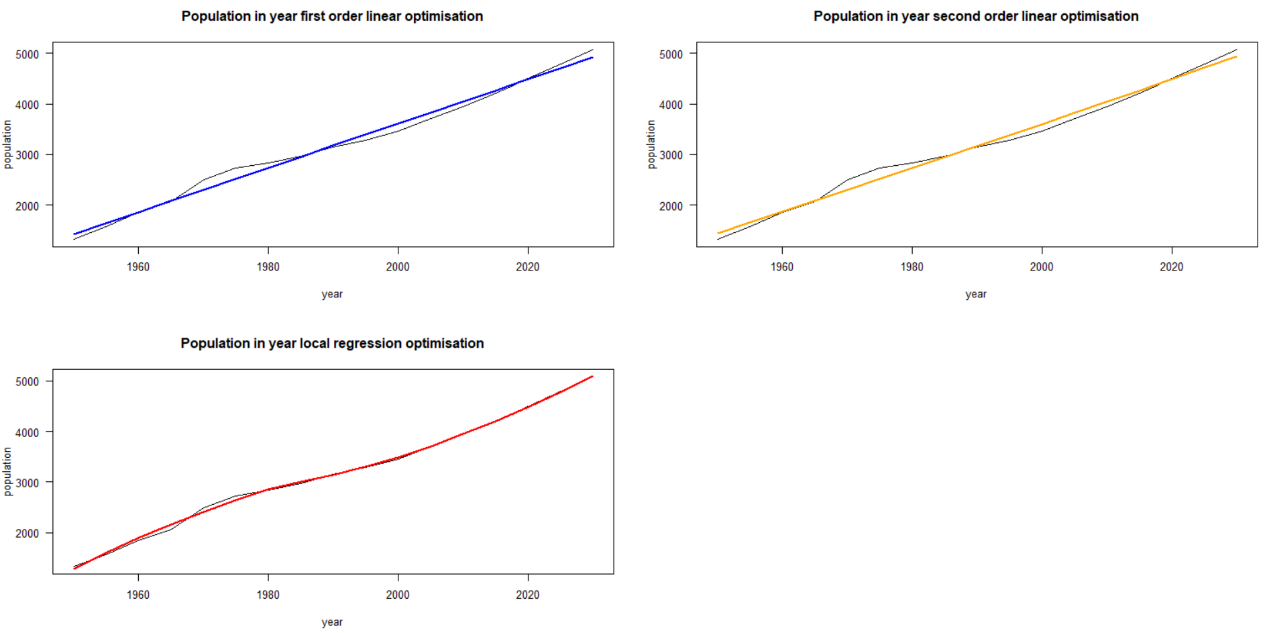 Population in year first order linear optimisation
5000
4000
3000
2000
population
1960 1980 2000 2020
year
Population in year second order linear optimisation
5000
4000
3000
2000
population
1960 1980 2000 2020
year
Population in year local regression optimisation
5000
4000
3000
2000
population
1960 1980 2000 2020
year